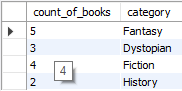 count_of_books category
5 Fantasy
3 Dystopian
4 Fiction
2 History
4